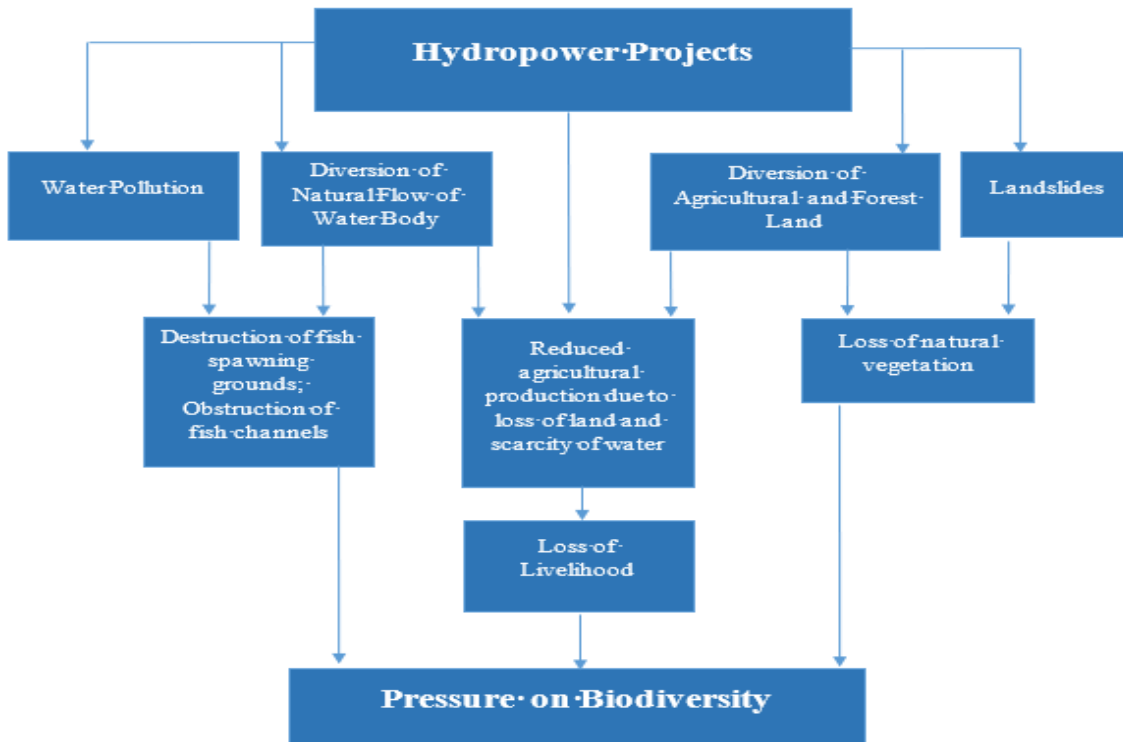 Hydropower·Projects
Water·Pollution
Diversion·of·
Natural·Flow·of·
Water·Body
Diversion·of·
Agricultural·and·Forest·
Land
Landslides
Destruction·of·fish·
spawning·
grounds;·
Obstruction·of·
fish·channels
Reduced·
agricultural·
production·due·to·
loss·of·land·and·
scarcity·of·water
Loss·of·natural·
vegetation
Loss·of·
Livelihood
Pressure·on·Biodiversity